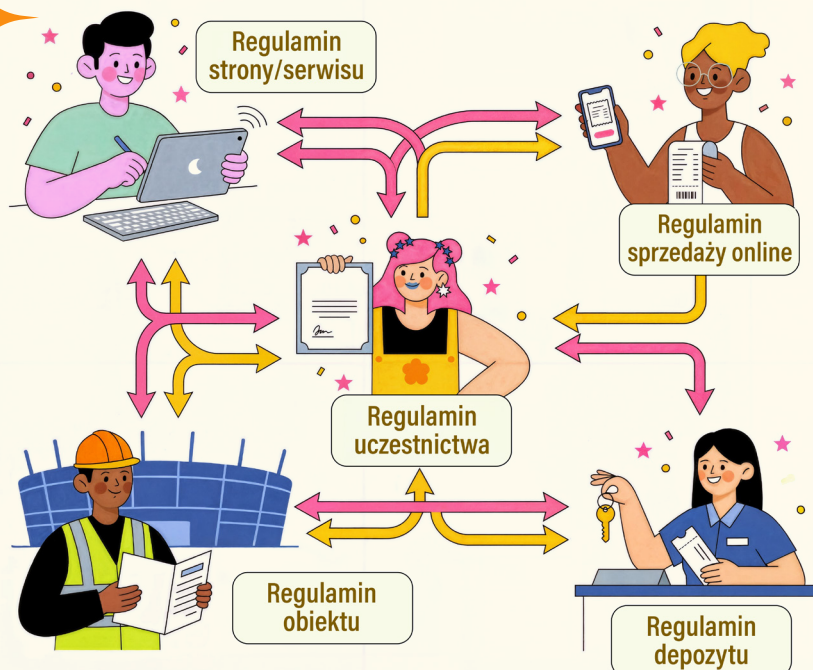 Regulamin
strony/serwisu
Regulamin
sprzedaży online
Regulamin
uczestnictwa
Regulamin
obiektu
Regulamin
depozytu